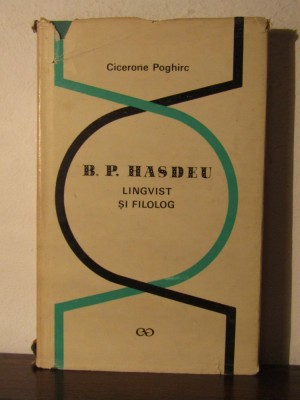 Cicerone Poghirc
B. P. HASDEU
LINGVIST
ȘI FILOLOG